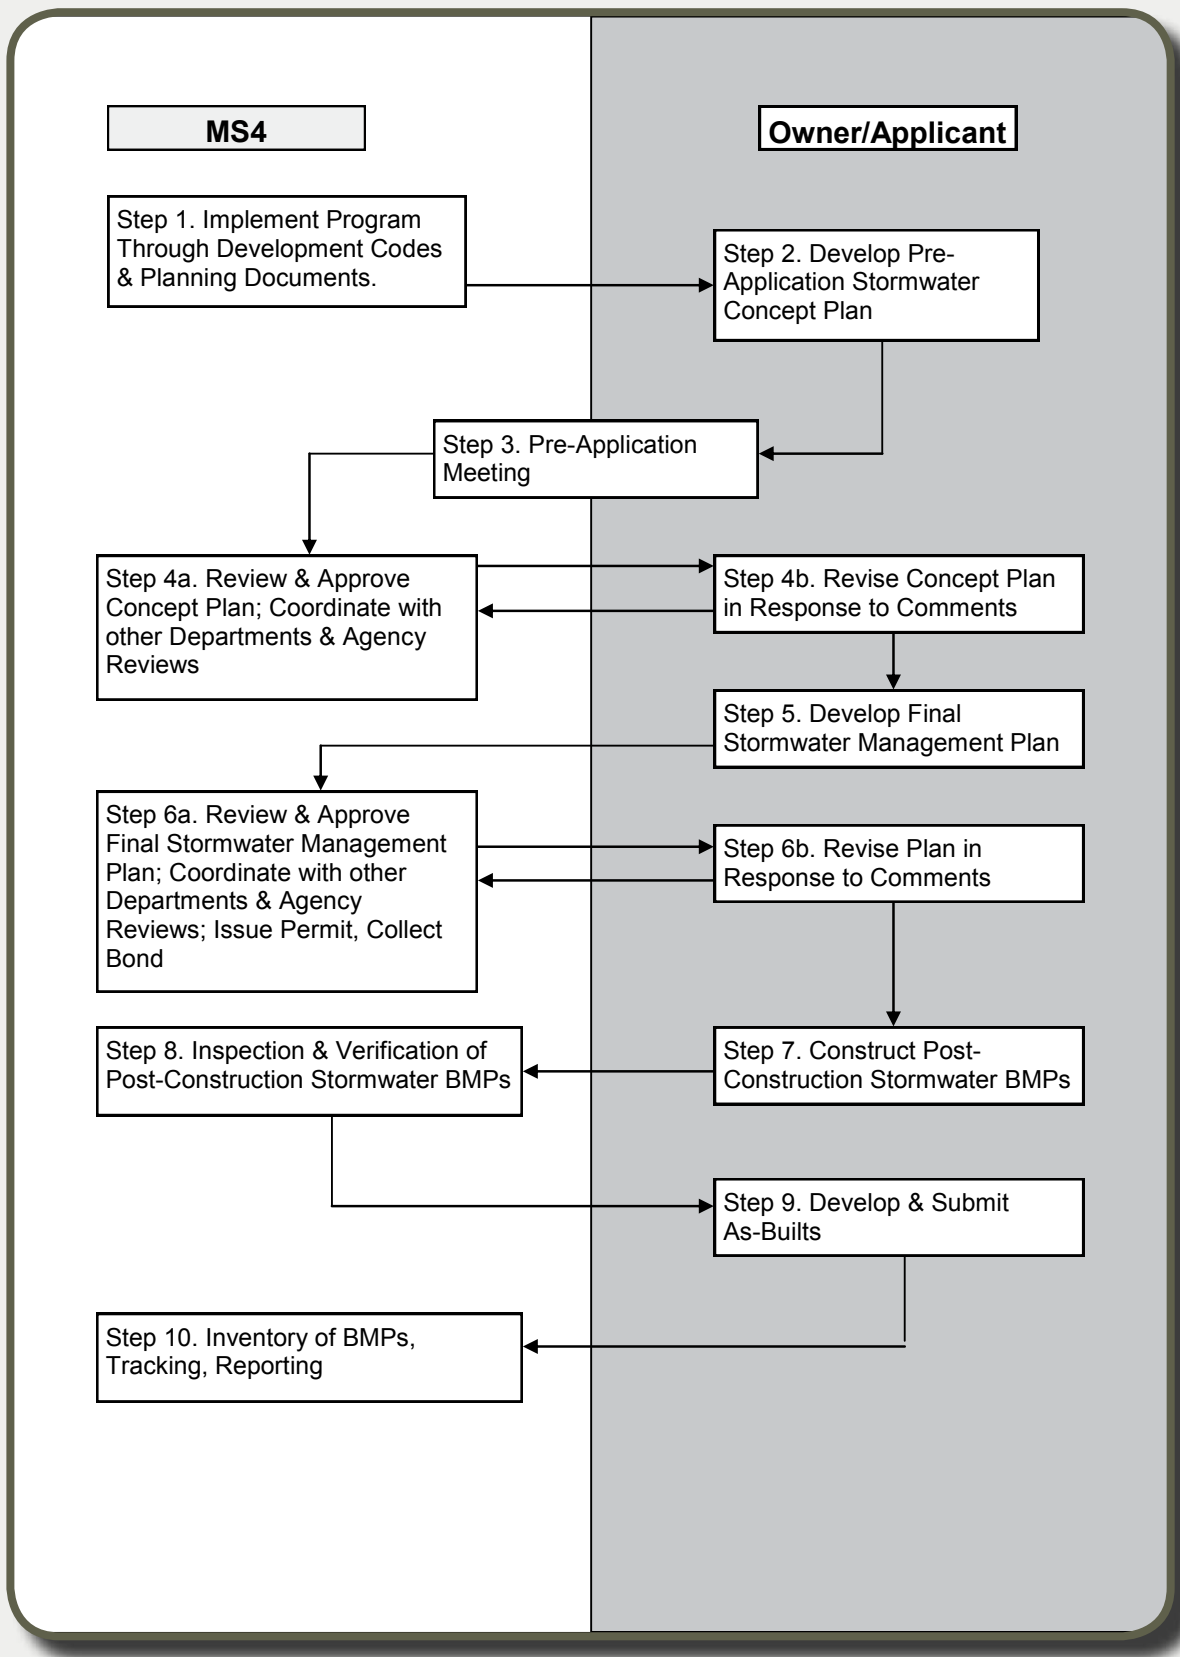 MS4
Owner/Applicant
Step 1. Implement Program
Through Development Codes
& Planning Documents.
Step 2. Develop Pre-
Application Stormwater
Concept Plan
Step 3. Pre-Application
Meeting
Step 4a. Review & Approve
Concept Plan; Coordinate with
other Departments & Agency
Reviews
Step 4b. Revise Concept Plan
in Response to Comments
Step 5. Develop Final
Stormwater Management Plan
Step 6a. Review & Approve
Final Stormwater Management
Plan; Coordinate with other
Departments & Agency
Reviews; Issue Permit, Collect
Bond
Step 6b. Revise Plan in
Response to Comments
Step 7. Construct Post-
Construction Stormwater BMPs
Step 8. Inspection & Verification of
Post-Construction Stormwater BMPs
Step 9. Develop & Submit
As-Builts
Step 10. Inventory of BMPs,
Tracking, Reporting